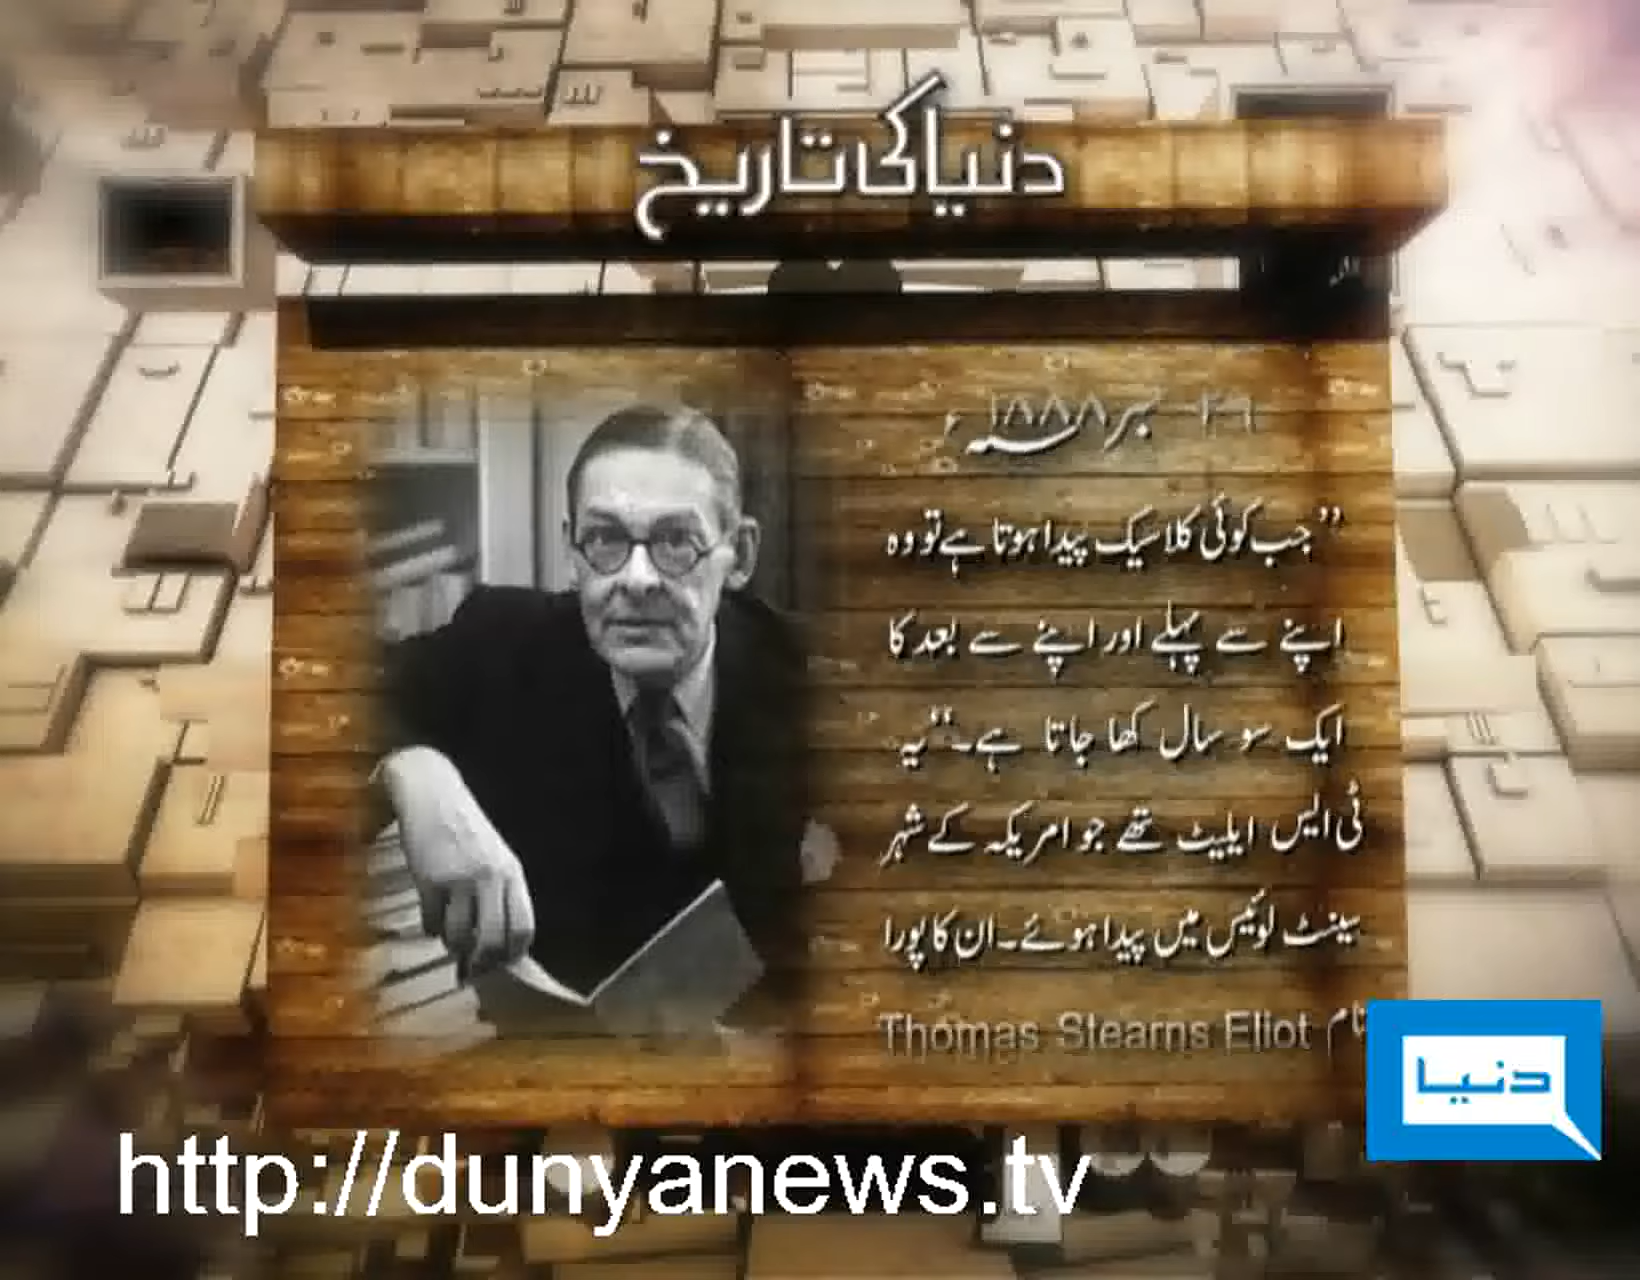 دنیا کی تاریخ
۲۶ ستمبر ۱۸۸۸ء
”جب کوئی کلاسیک پیدا ہوتا ہے تو وہ
اپنے سے پہلے اور اپنے سے بعد کا
ایک سو سال کھا جاتا ہے۔“ یہ
ٹی ایس ایلیٹ تھے جو امریکہ کے شہر
سینٹ لوئیس میں پیدا ہوئے۔ ان کا پورا
نام Thomas Stearns Eliot
دنیا
http://dunyanews.tv